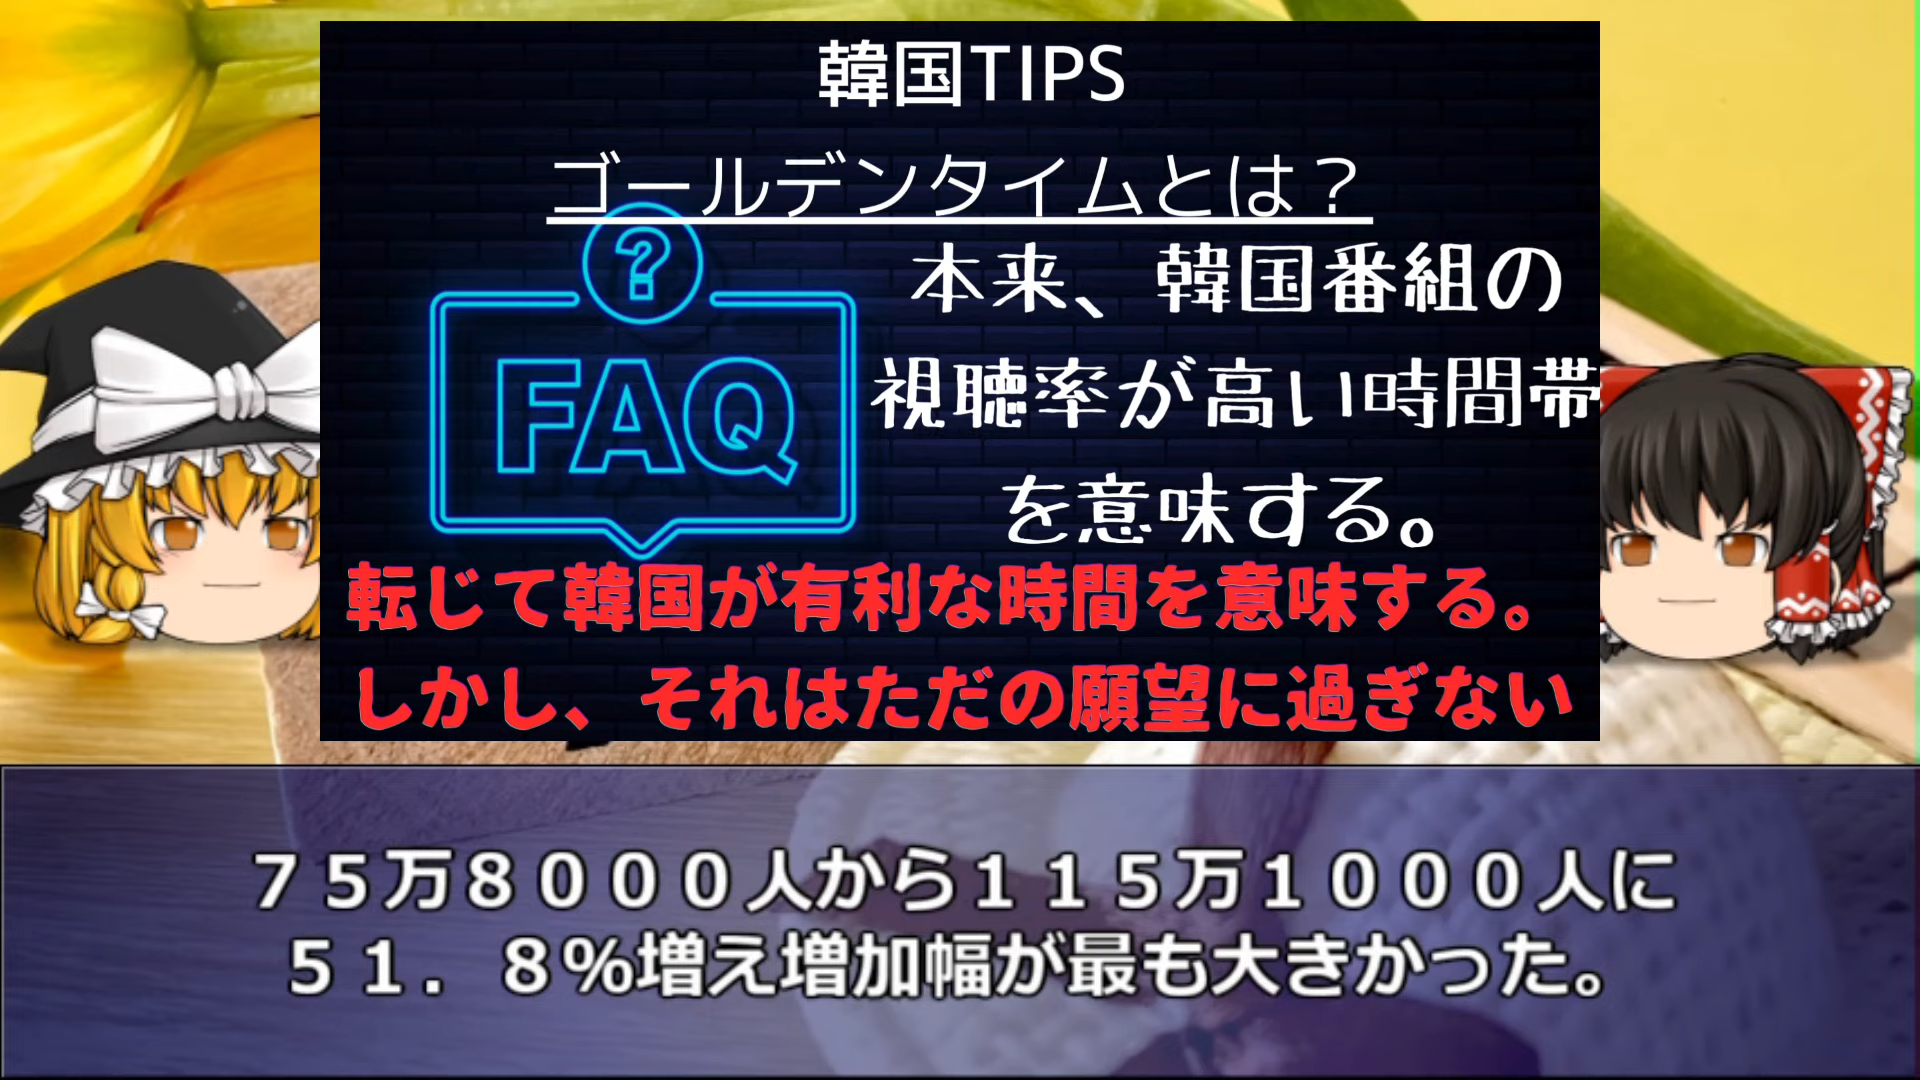 韓国TIPS
ゴールデンタイムとは？
?
FAQ
本来、韓国番組の
視聴率が高い時間帯
を意味する。
転じて韓国が有利な時間を意味する。
しかし、それはただの願望に過ぎない
７５万８０００人から１１５万１０００人に
５１．８％増え増加幅が最も大きかった。